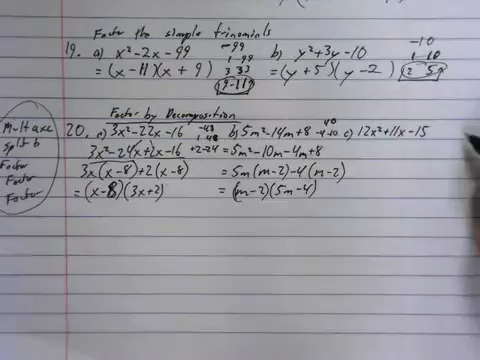 Factor the simple trinomials
19. a) x² - 2x - 99 -99 b) y² + 3y - 10 -10
1 -99 1 10
= (x - 11)(x + 9) 3 33 = (y + 5)(y - 2) 2 5
9 -11
Factor by Decomposition
Mult a×c
Split b
Factor
Factor
Factor
20. a) 3x² - 22x - 16 -48 b) 5m² - 14m + 8 40 c) 12x² + 11x - 15
1 48 -4 -10
3x² - 24x + 2x - 16 +2 -24 = 5m² - 10m - 4m + 8
3x(x - 8) + 2(x - 8) = 5m(m - 2) - 4(m - 2)
= (x - 8)(3x + 2) = (m - 2)(5m - 4)